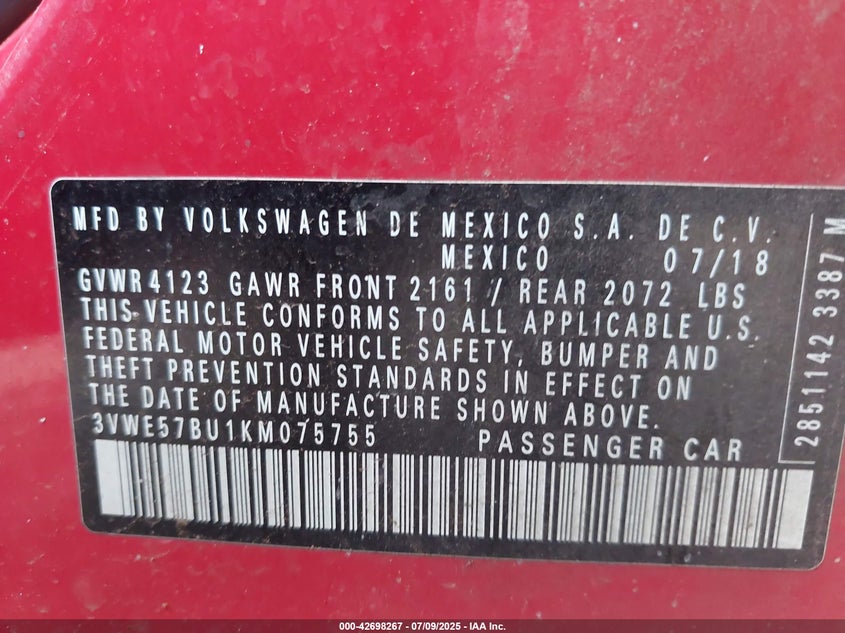 MFD BY VOLKSWAGEN DE MEXICO S.A. DE C.V.
MEXICO 07/18
GVWR 4123 GAWR FRONT 2161 / REAR 2072 LBS
THIS VEHICLE CONFORMS TO ALL APPLICABLE U.S.
FEDERAL MOTOR VEHICLE SAFETY, BUMPER AND
THEFT PREVENTION STANDARDS IN EFFECT ON
THE DATE OF MANUFACTURE SHOWN ABOVE.
3VWE57BU1KM075755 PASSENGER CAR
2851142 3387 M
000-42698267 / 07/09/2025 - IAA Inc.